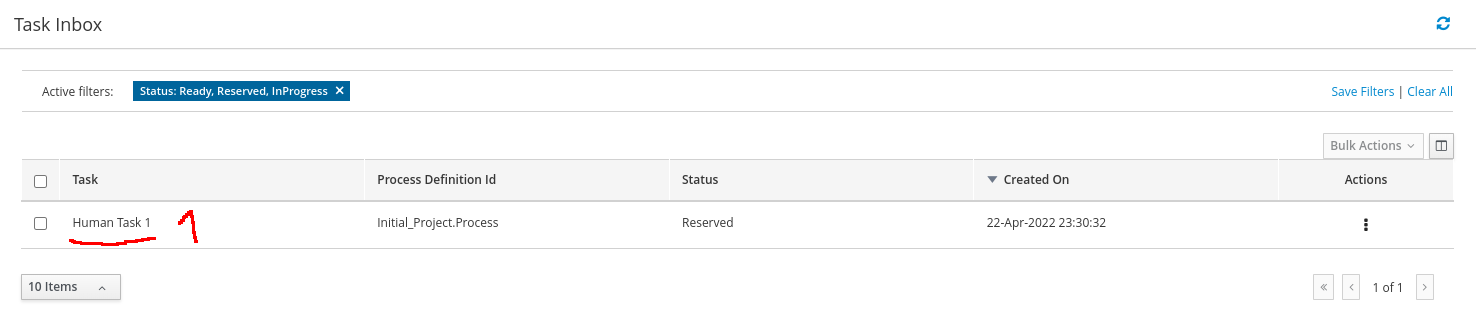 Task Inbox
Active filters: Status: Ready, Reserved, InProgress × Save Filters | Clear All
Bulk Actions
Task Process Definition Id Status Created On Actions
Human Task 1 1 Initial_Project.Process Reserved 22-Apr-2022 23:30:32
10 Items « ‹ 1 of 1 ›